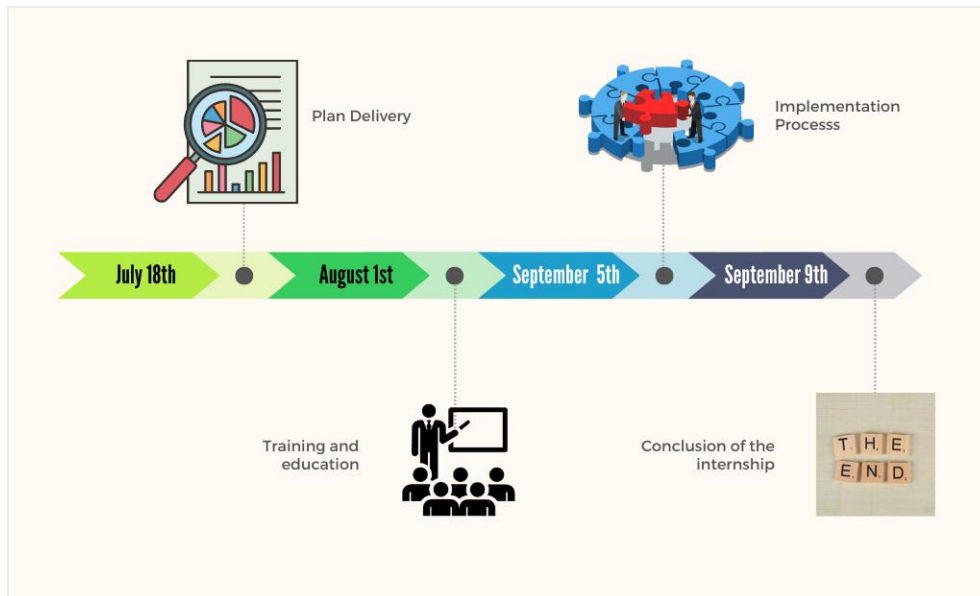 Plan Delivery
Implementation
Processs
July 18th
August 1st
September 5th
September 9th
Training and
education
Conclusion of the
internship
THE
END.